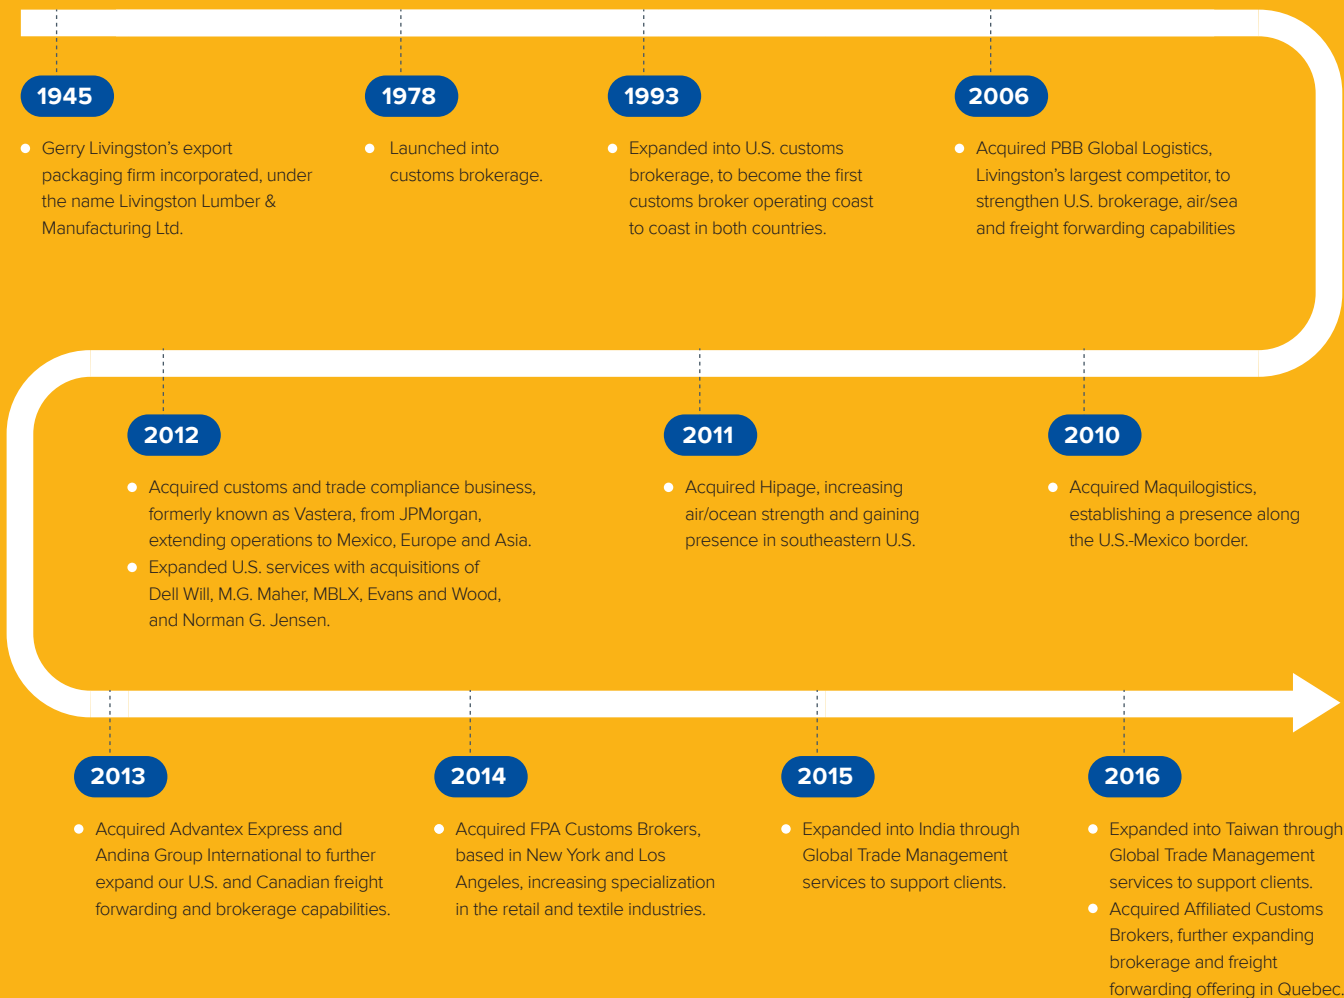 1945
Gerry Livingston’s export
packaging firm incorporated, under
the name Livingston Lumber &
Manufacturing Ltd.
1978
Launched into
customs brokerage.
1993
Expanded into U.S. customs
brokerage, to become the first
customs broker operating coast
to coast in both countries.
2006
Acquired PBB Global Logistics,
Livingston’s largest competitor, to
strengthen U.S. brokerage, air/sea
and freight forwarding capabilities
2010
Acquired Maquilogistics,
establishing a presence along
the U.S.-Mexico border.
2011
Acquired Hipage, increasing
air/ocean strength and gaining
presence in southeastern U.S.
2012
Acquired customs and trade compliance business,
formerly known as Vastera, from JPMorgan,
extending operations to Mexico, Europe and Asia.
Expanded U.S. services with acquisitions of
Dell Will, M.G. Maher, MBLX, Evans and Wood,
and Norman G. Jensen.
2013
Acquired Advantex Express and
Andina Group International to further
expand our U.S. and Canadian freight
forwarding and brokerage capabilities.
2014
Acquired FPA Customs Brokers,
based in New York and Los
Angeles, increasing specialization
in the retail and textile industries.
2015
Expanded into India through
Global Trade Management
services to support clients.
2016
Expanded into Taiwan through
Global Trade Management
services to support clients.
Acquired Affiliated Customs
Brokers, further expanding
brokerage and freight
forwarding offering in Quebec.